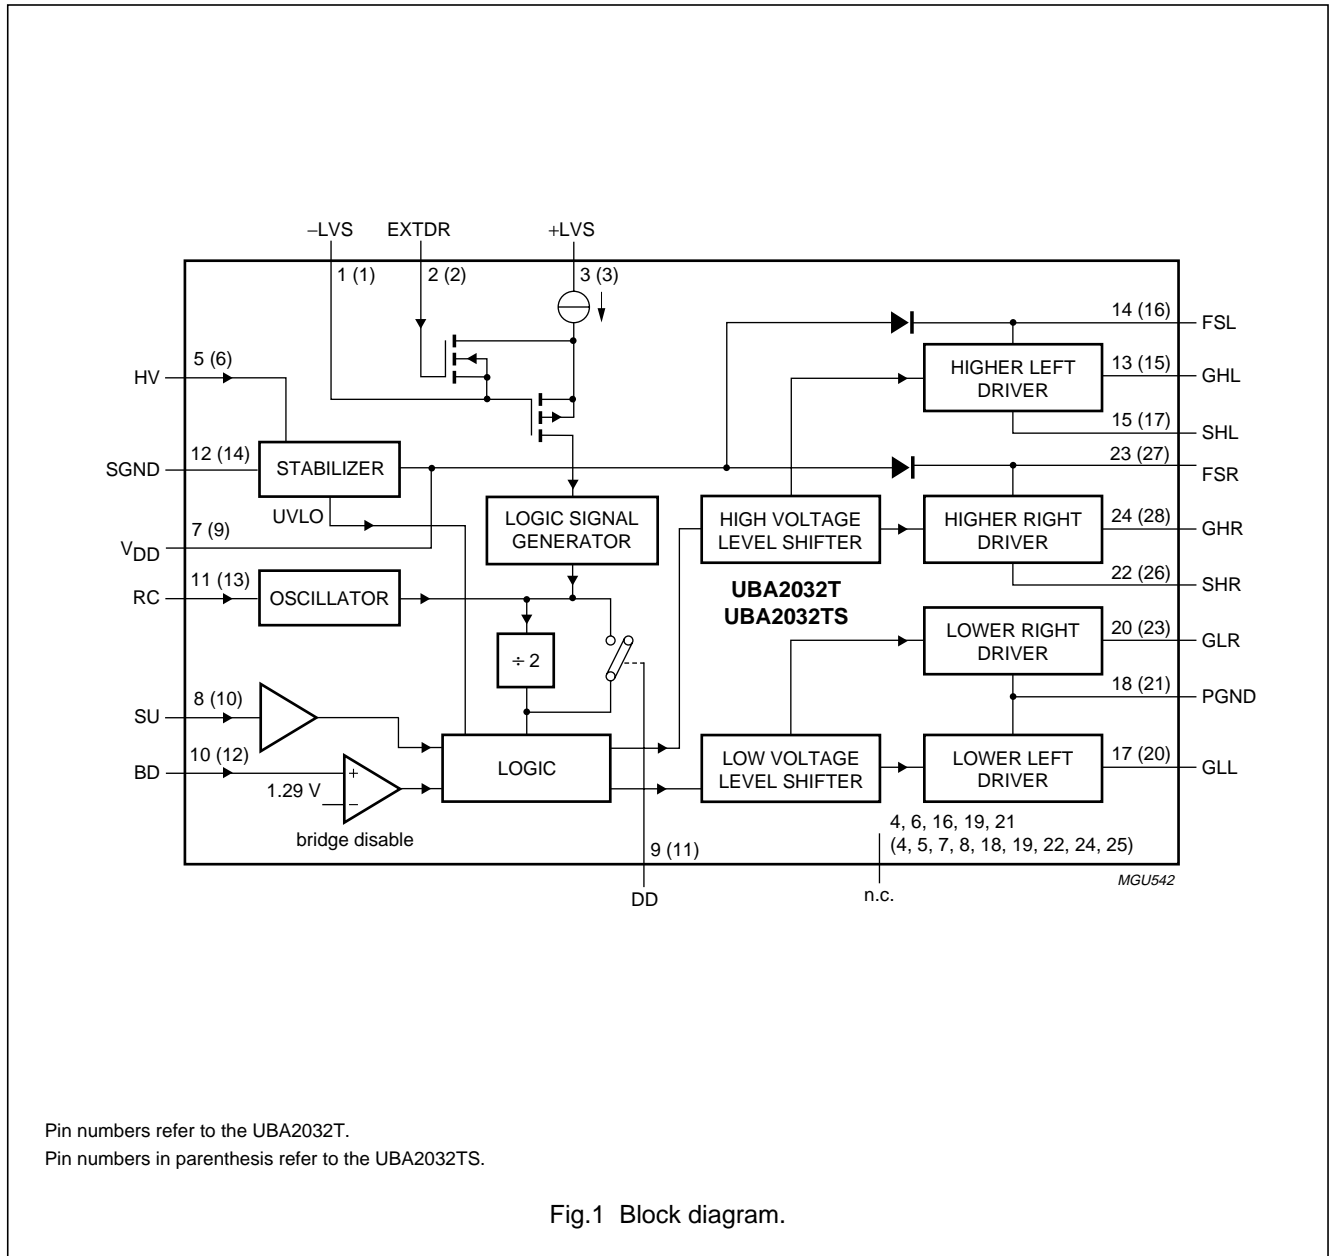 −LVS EXTDR +LVS
1 (1) 2 (2) 3 (3)
14 (16) FSL
5 (6)
HV
HIGHER LEFT
DRIVER
13 (15) GHL
15 (17)
SHL
12 (14)
SGND
STABILIZER
23 (27)
FSR
UVLO
LOGIC SIGNAL
GENERATOR
HIGH VOLTAGE
LEVEL SHIFTER
HIGHER RIGHT
DRIVER
24 (28)
GHR
7 (9)
VDD
11 (13)
RC
OSCILLATOR
22 (26)
SHR
UBA2032T
UBA2032TS
LOWER RIGHT
DRIVER
20 (23)
GLR
÷ 2
18 (21)
PGND
8 (10)
SU
10 (12)
BD
1.29 V
+
−
bridge disable
LOGIC
LOW VOLTAGE
LEVEL SHIFTER
LOWER LEFT
DRIVER
17 (20)
GLL
4, 6, 16, 19, 21
(4, 5, 7, 8, 18, 19, 22, 24, 25)
9 (11)
DD
n.c.
MGU542
Pin numbers refer to the UBA2032T.
Pin numbers in parenthesis refer to the UBA2032TS.
Fig.1 Block diagram.